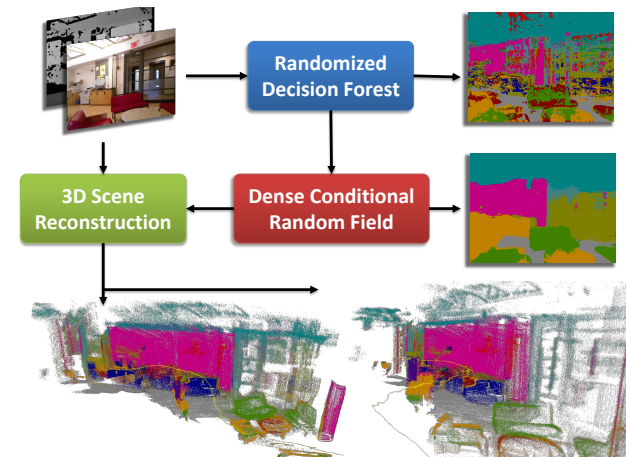 Randomized
Decision Forest
3D Scene
Reconstruction
Dense Conditional
Random Field